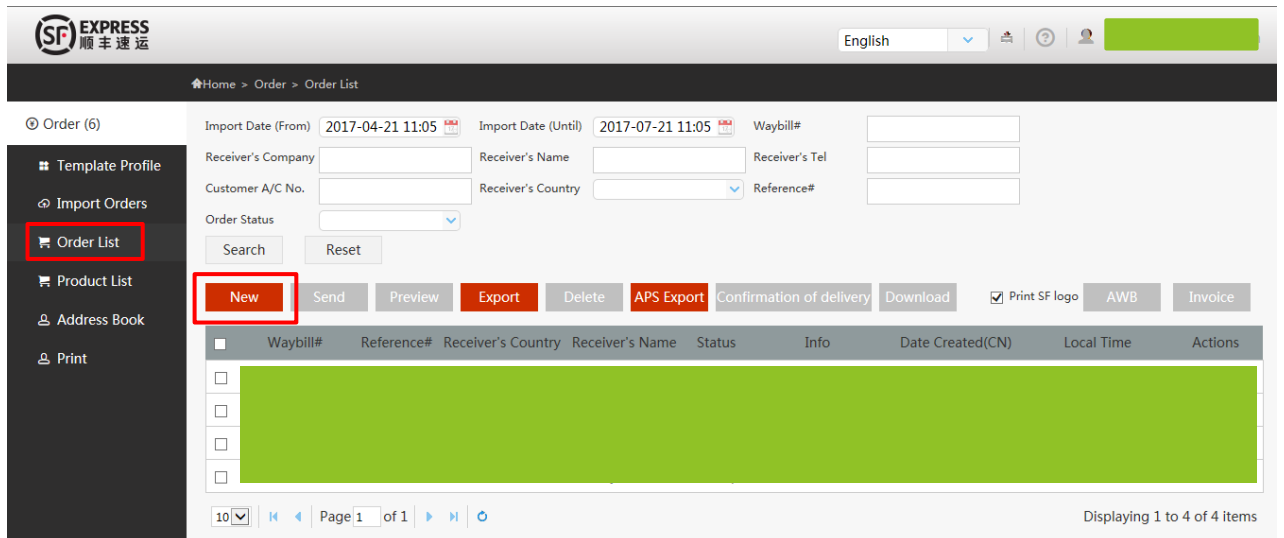 SF EXPRESS
顺丰速运
English
Home > Order > Order List
Order (6)
Template Profile
Import Orders
Order List
Product List
Address Book
Print
Import Date (From) 2017-04-21 11:05 Import Date (Until) 2017-07-21 11:05 Waybill#
Receiver's Company Receiver's Name Receiver's Tel
Customer A/C No. Receiver's Country Reference#
Order Status
Search Reset
New Send Preview Export Delete APS Export Confirmation of delivery Download Print SF logo AWB Invoice
Waybill# Reference# Receiver's Country Receiver's Name Status Info Date Created(CN) Local Time Actions
10 Page 1 of 1 Displaying 1 to 4 of 4 items